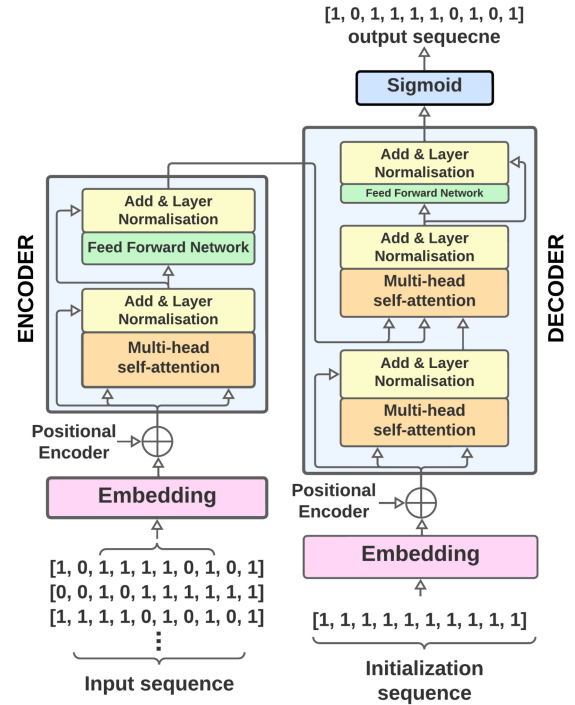 [1, 0, 1, 1, 1, 1, 0, 1, 0, 1]
output sequecne
Sigmoid
Add & Layer
Normalisation
Feed Forward Network
Add & Layer
Normalisation
Multi-head
self-attention
Add & Layer
Normalisation
Multi-head
self-attention
DECODER
Positional
Encoder
Embedding
[1, 1, 1, 1, 1, 1, 1, 1, 1, 1]
Initialization
sequence
ENCODER
Add & Layer
Normalisation
Feed Forward Network
Add & Layer
Normalisation
Multi-head
self-attention
Positional
Encoder
Embedding
[1, 0, 1, 1, 1, 1, 0, 1, 0, 1]
[0, 0, 1, 0, 1, 1, 1, 1, 1, 1]
[1, 1, 1, 1, 0, 1, 0, 1, 0, 1]
Input sequence